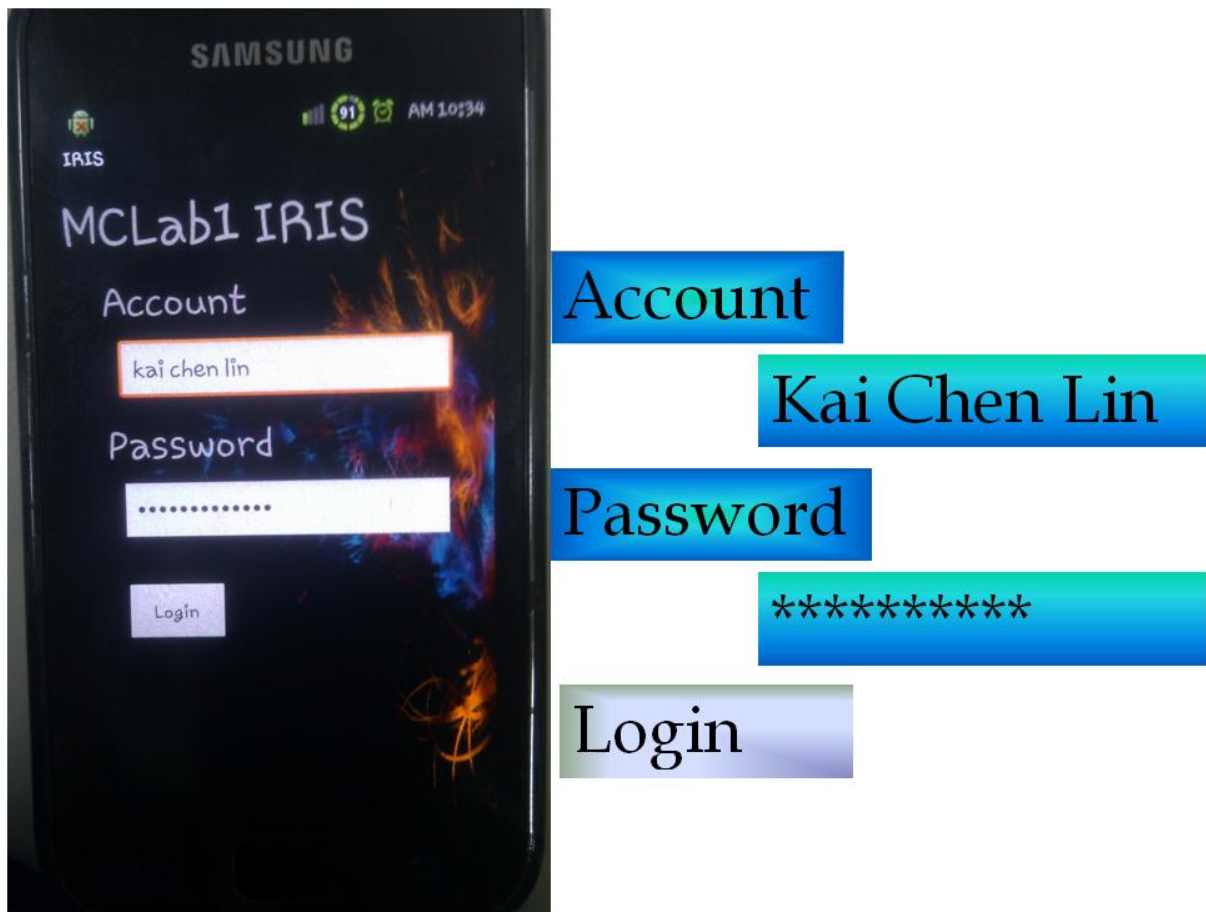 SAMSUNG
91 AM 10:34
IRIS
MCLab1 IRIS
Account
kai chen lin
Password
•••••••••••••
Login
Account
Kai Chen Lin
Password
**********
Login